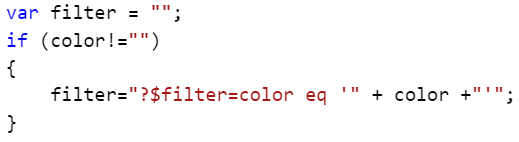 var filter = "";
if (color!="")
{
    filter="?$filter=color eq '" + color +"'";
}